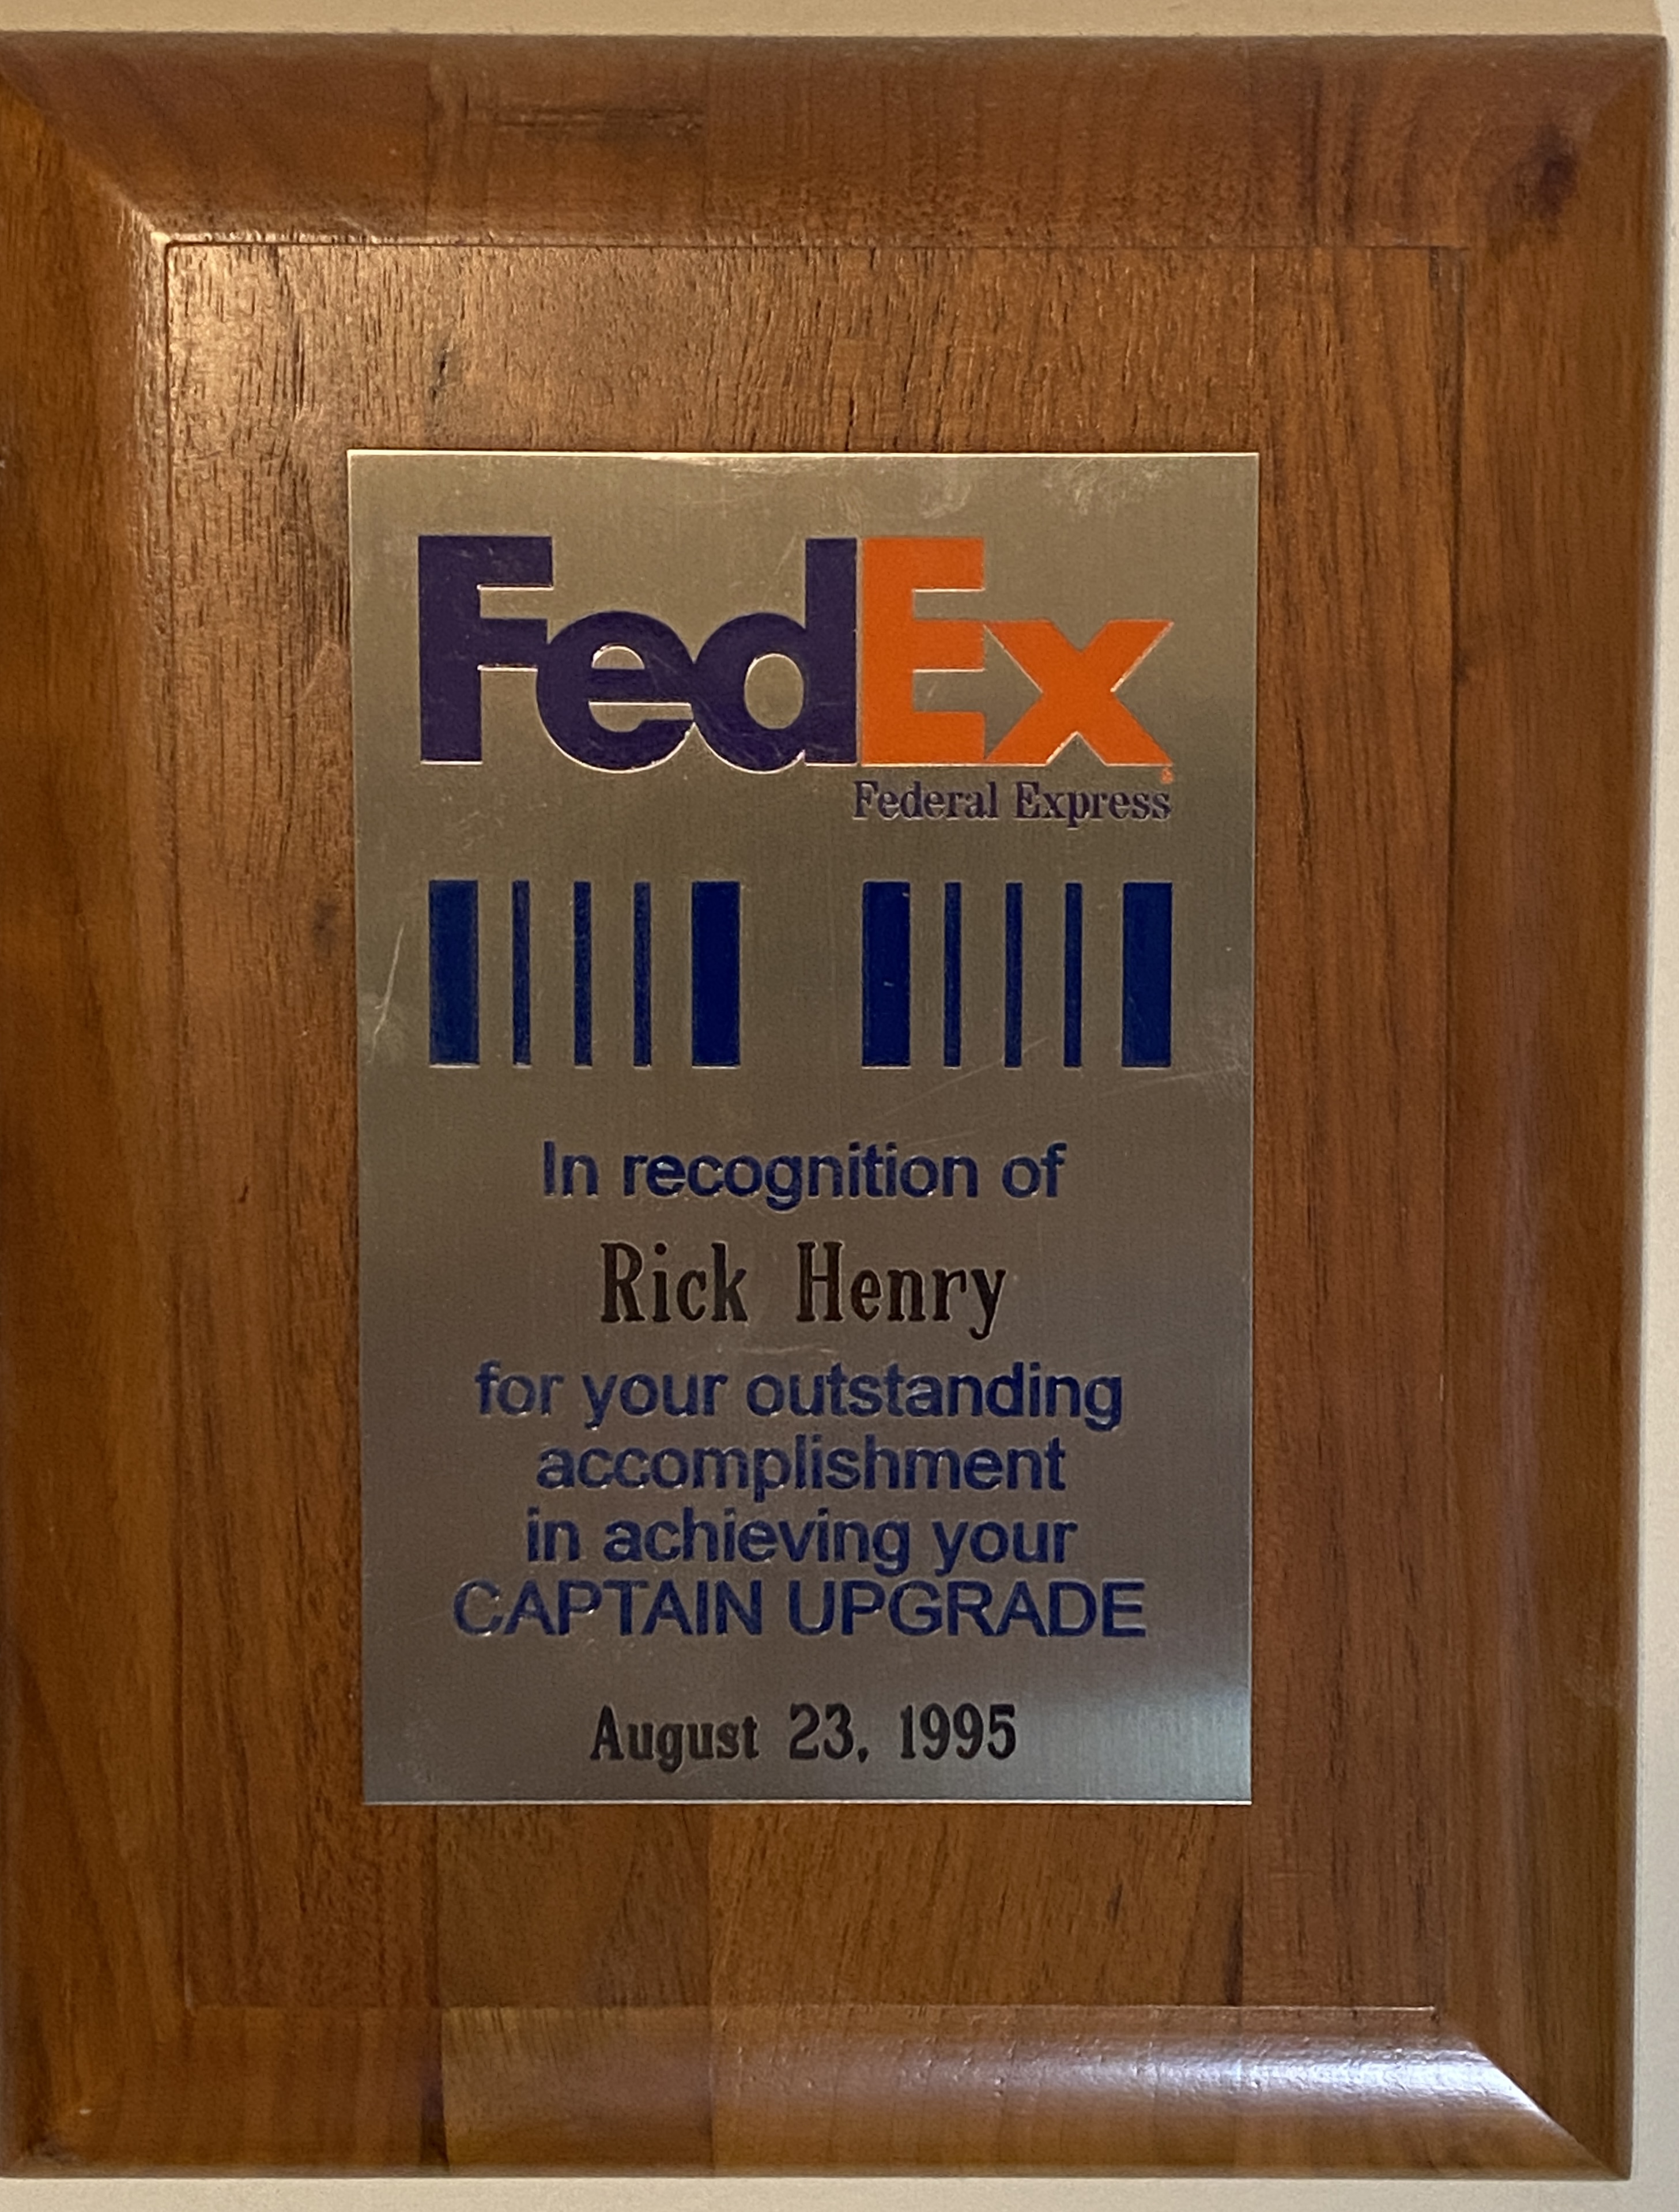 FedEx
Federal Express
In recognition of
Rick Henry
for your outstanding
accomplishment
in achieving your
CAPTAIN UPGRADE
August 23, 1995